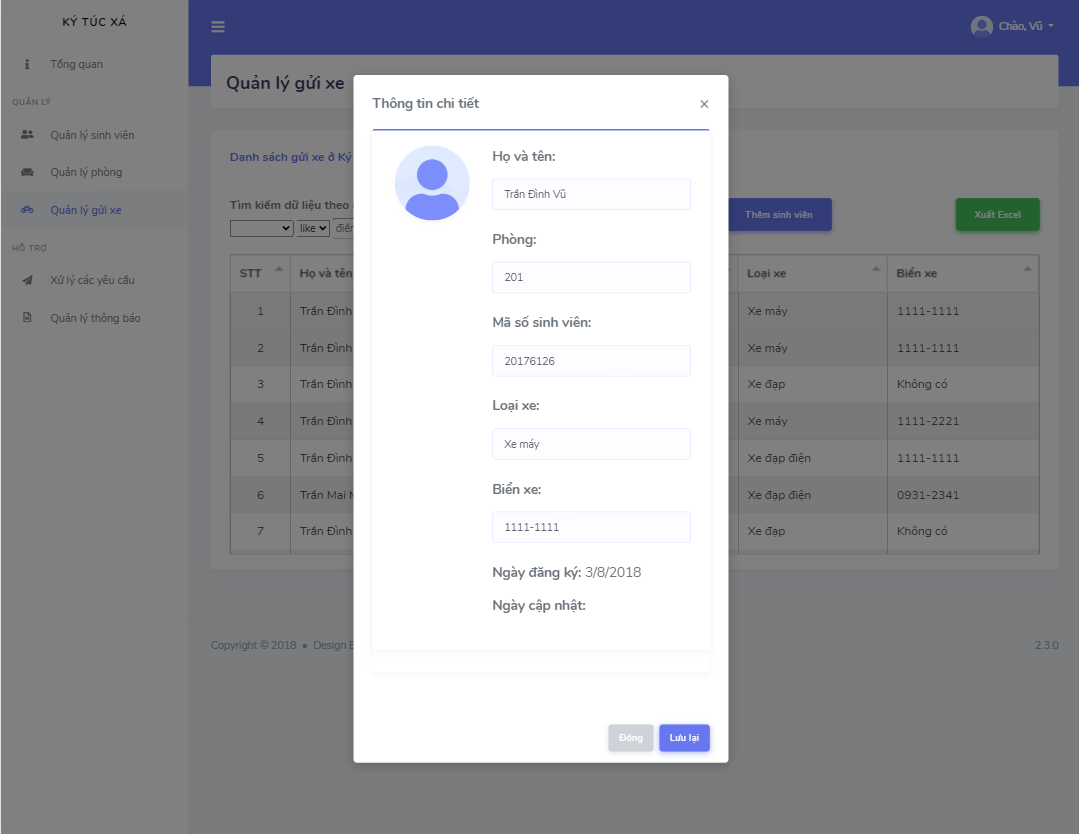 KÝ TÚC XÁ
Chào, Vũ
Tổng quan
QUẢN LÝ
Quản lý sinh viên
Quản lý phòng
Quản lý gửi xe
HỖ TRỢ
Xử lý các yêu cầu
Quản lý thông báo
Quản lý gửi xe
Danh sách gửi xe ở Ký
Tìm kiếm dữ liệu theo
like
Thêm sinh viên
Xuất Excel
STT Họ và tên Loại xe Biển xe
1 Trần Đình Xe máy 1111-1111
2 Trần Đình Xe máy 1111-1111
3 Trần Đình Xe đạp Không có
4 Trần Đình Xe máy 1111-2221
5 Trần Đình Xe đạp điện 1111-1111
6 Trần Mai Xe đạp điện 0931-2341
7 Trần Đình Xe đạp Không có
Thông tin chi tiết
×
Họ và tên:
Trần Đình Vũ
Phòng:
201
Mã số sinh viên:
20176126
Loại xe:
Xe máy
Biển xe:
1111-1111
Ngày đăng ký: 3/8/2018
Ngày cập nhật:
Đóng Lưu lại
Copyright © 2018 • Design
2.3.0